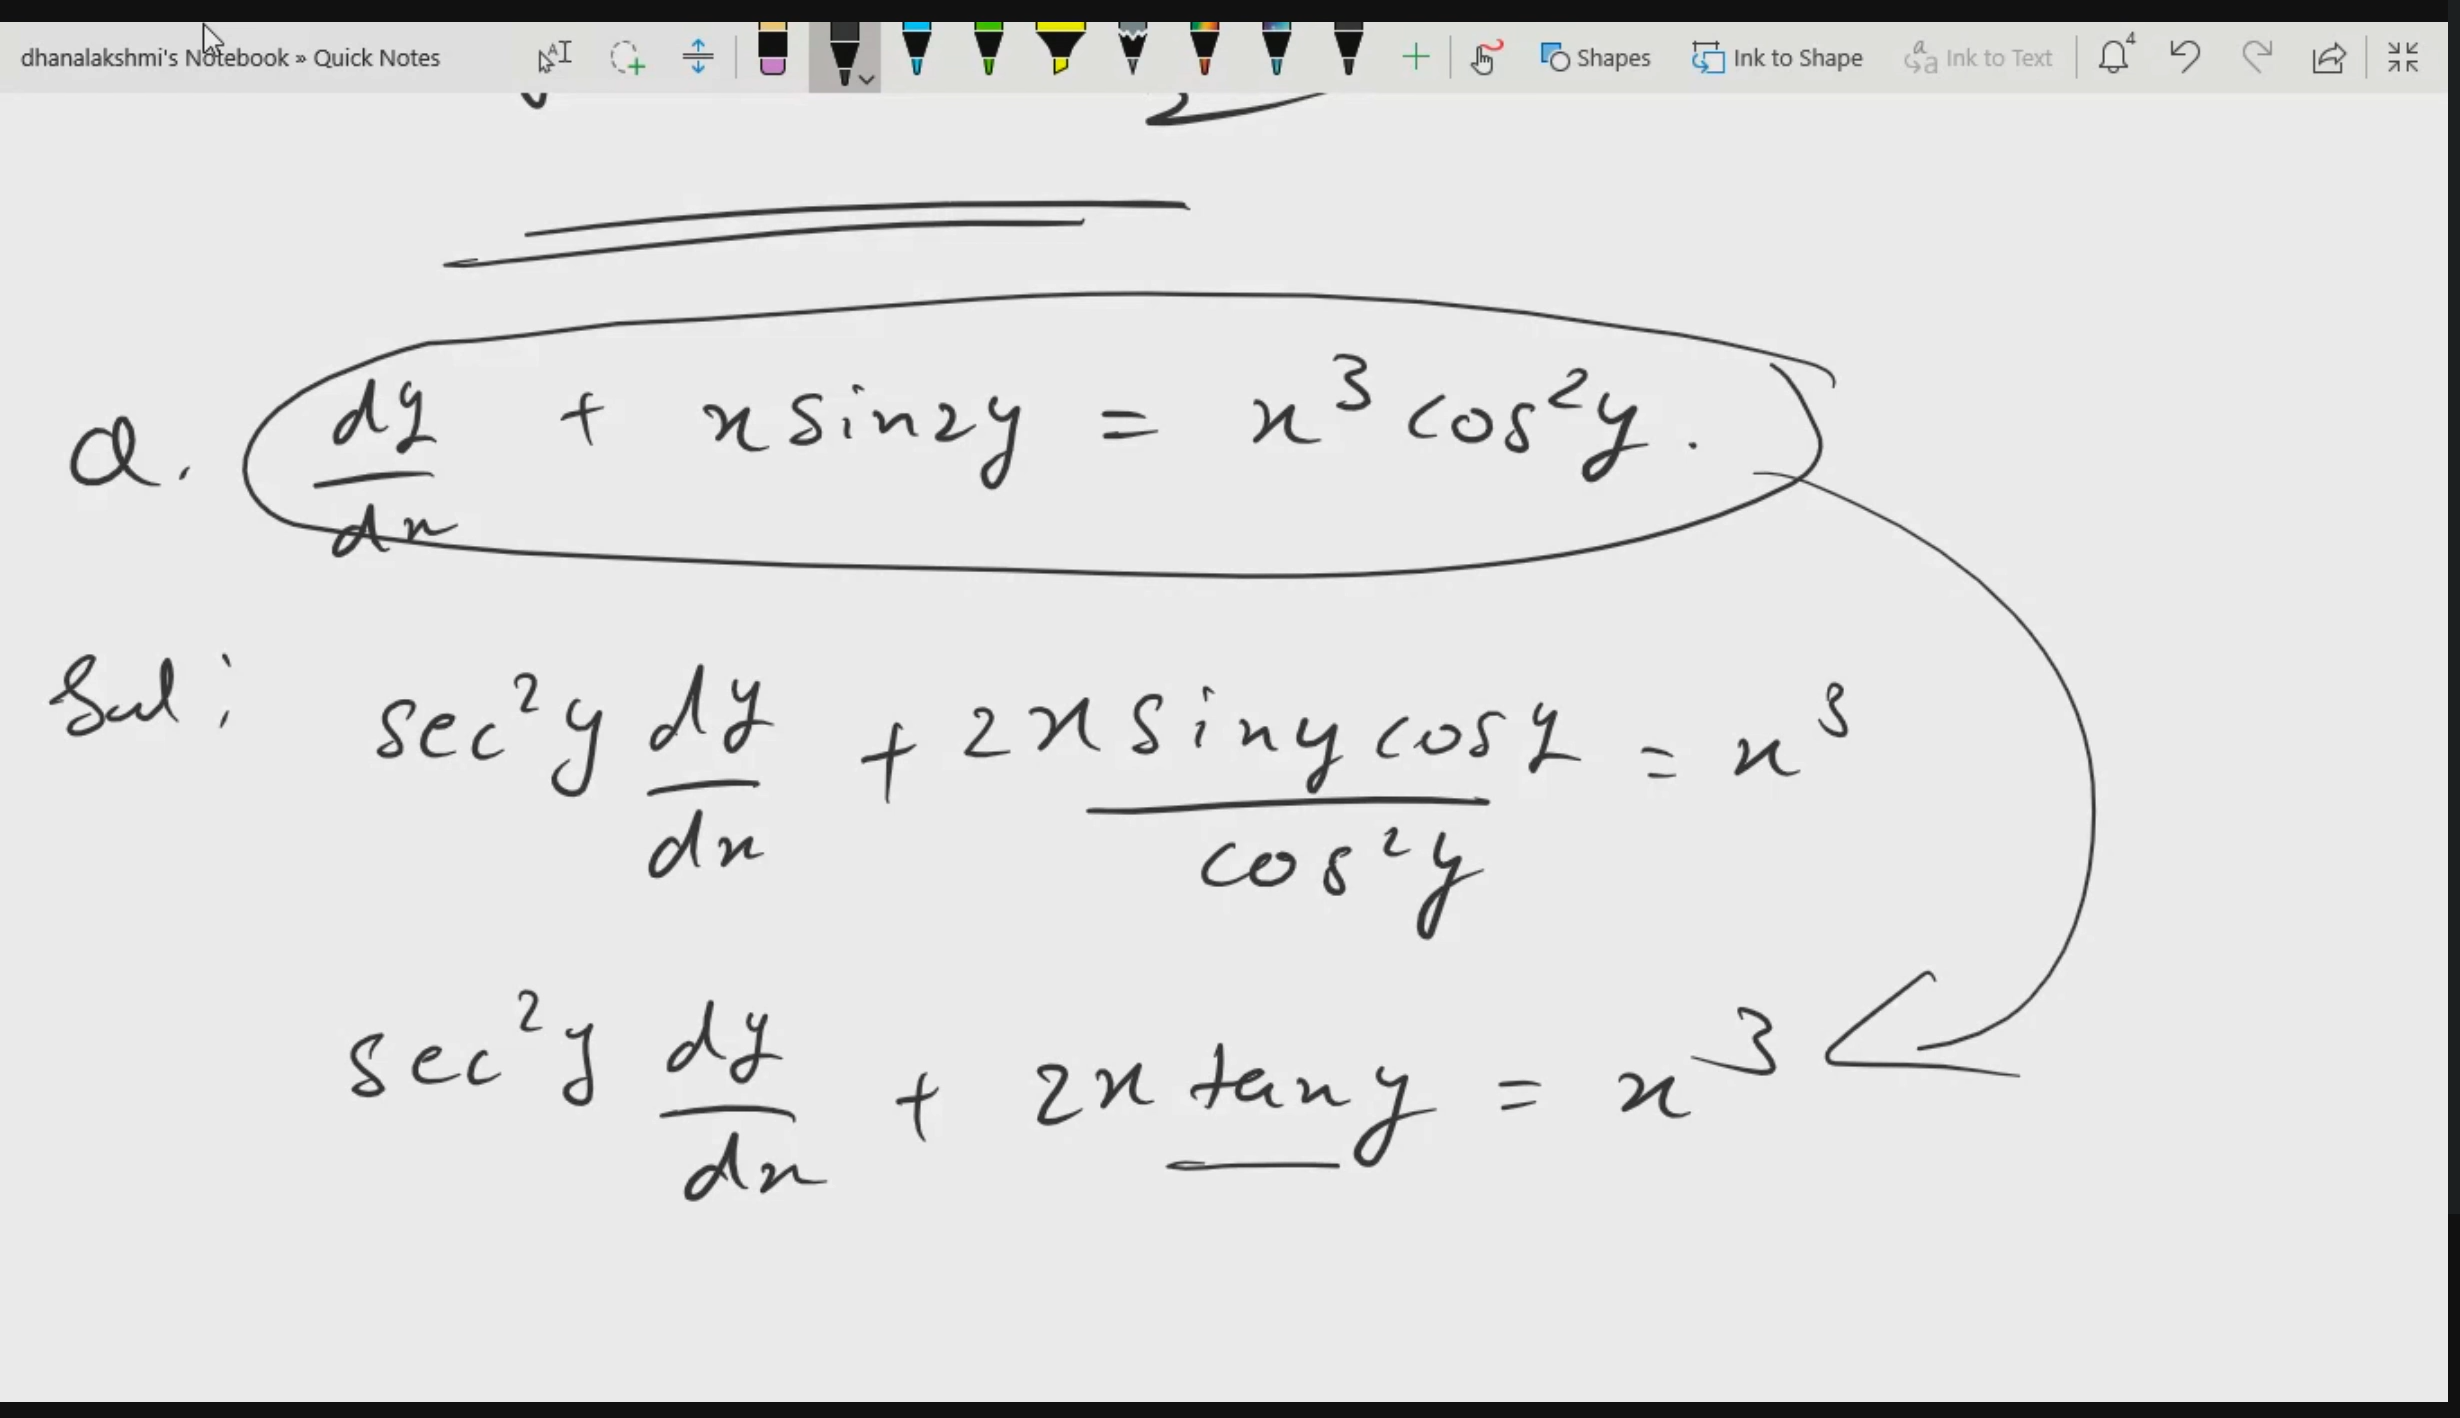 dhanalakshmi's Notebook » Quick Notes Shapes Ink to Shape Ink to Text 4
Q. dy/dx + x sin2y = x³ cos²y.
Sol: sec²y dy/dx + 2x siny cosy / cos²y = x³
sec²y dy/dx + 2x tany = x³